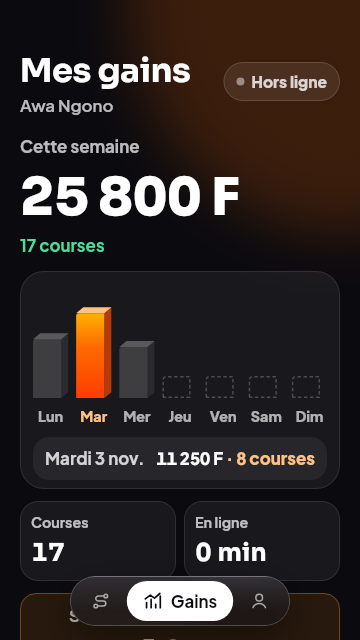 Mes gains
Hors ligne
Awa Ngono
Cette semaine
25 800 F
17 courses
Lun Mar Mer Jeu Ven Sam Dim
Mardi 3 nov. 11 250 F · 8 courses
Courses
17
En ligne
0 min
Gains